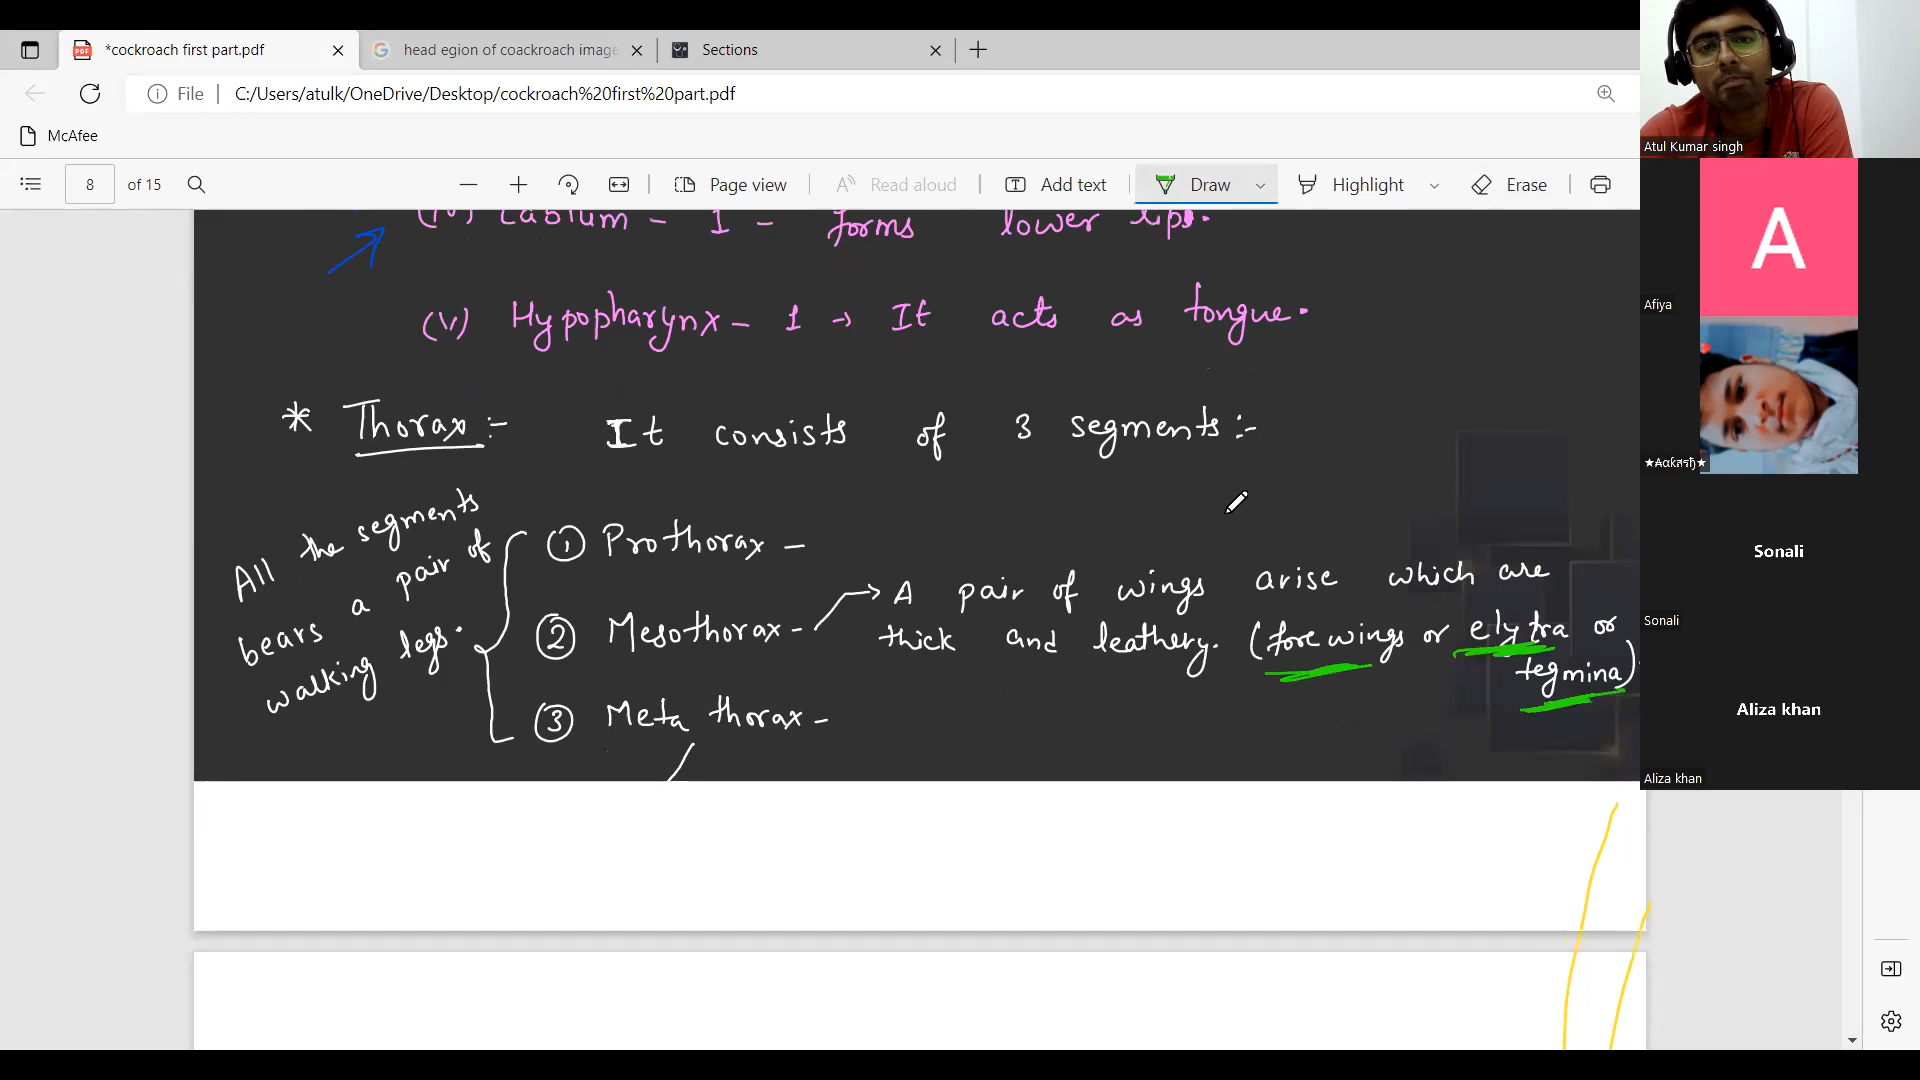 *cockroach first part.pdf
head egion of coackroach image
Sections
File
C:/Users/atulk/OneDrive/Desktop/cockroach%20first%20part.pdf
McAfee
8 of 15
Page view
Read aloud
Add text
Draw
Highlight
Erase
(iv) Labium - 1 - forms lower lips.
(v) Hypopharynx - 1 → It acts as tongue.
* Thorax :- It consists of 3 segments :-
All the segments
bears a pair of
walking legs.
① Prothorax -
② Mesothorax - → A pair of wings arise which are
thick and leathery. (fore wings or elytra or
tegmina).
③ Meta thorax -
Atul Kumar singh
A
Afiya
Sonali
Sonali
Aliza khan
Aliza khan